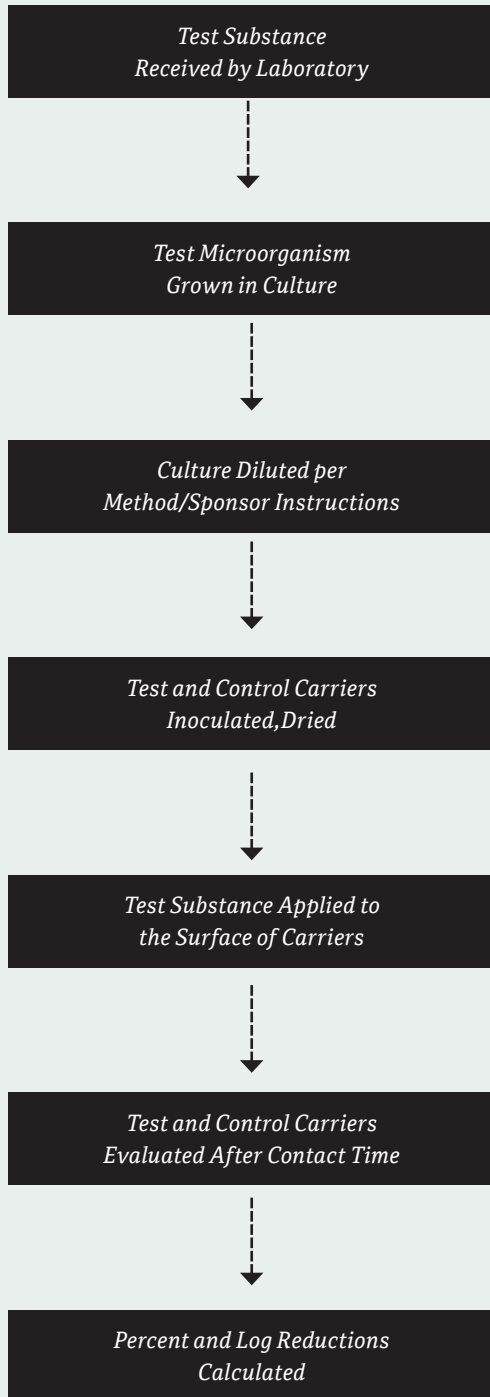 Test Substance
Received by Laboratory
Test Microorganism
Grown in Culture
Culture Diluted per
Method/Sponsor Instructions
Test and Control Carriers
Inoculated,Dried
Test Substance Applied to
the Surface of Carriers
Test and Control Carriers
Evaluated After Contact Time
Percent and Log Reductions
Calculated